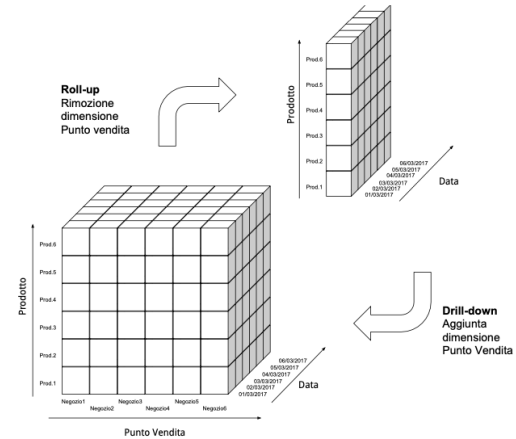 Roll-up
Rimozione
dimensione
Punto vendita
Prodotto
Prod.6
Prod.5
Prod.4
Prod.3
Prod.2
Prod.1
06/03/2017
05/03/2017
04/03/2017
03/03/2017
02/03/2017
01/03/2017
Data
Prodotto
Prod.6
Prod.5
Prod.4
Prod.3
Prod.2
Prod.1
06/03/2017
05/03/2017
04/03/2017
03/03/2017
02/03/2017
01/03/2017
Data
Negozio1 Negozio3 Negozio5
Negozio2 Negozio4 Negozio6
Punto Vendita
Drill-down
Aggiunta
dimensione
Punto Vendita